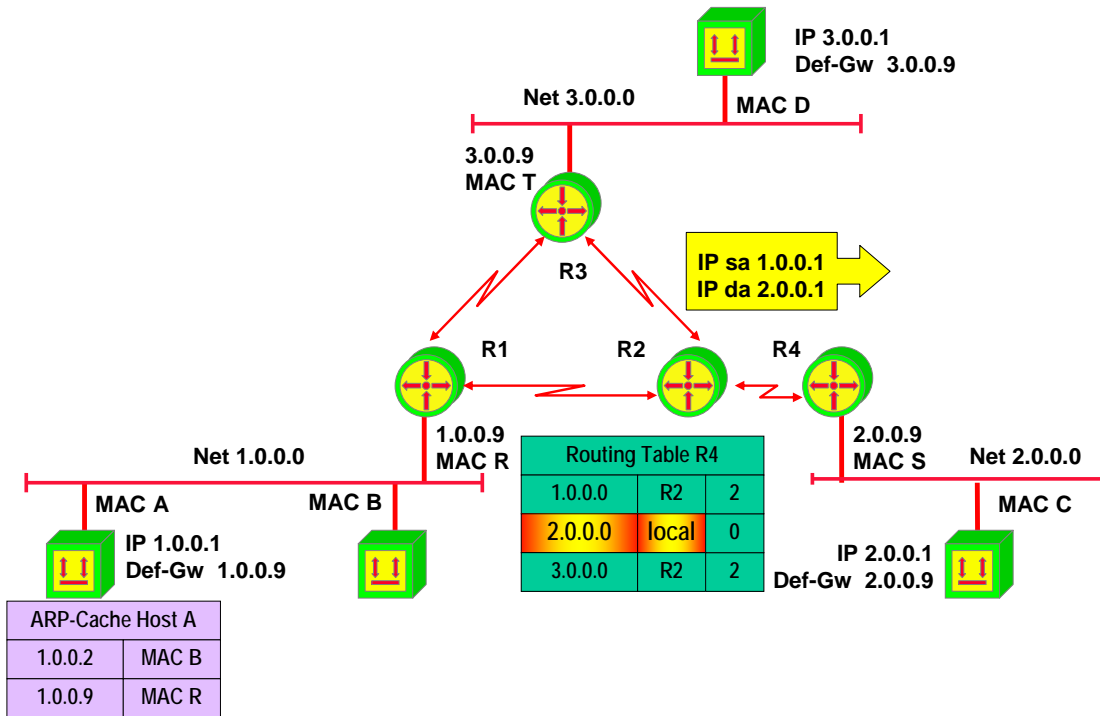 IP 3.0.0.1
Def-Gw 3.0.0.9
Net 3.0.0.0
MAC D
3.0.0.9
MAC T
R3
IP sa 1.0.0.1
IP da 2.0.0.1
R1
R2
R4
1.0.0.9
MAC R
2.0.0.9
MAC S
Net 1.0.0.0
Net 2.0.0.0
MAC A
MAC B
MAC C
Routing Table R4
1.0.0.0 R2 2
2.0.0.0 local 0
3.0.0.0 R2 2
IP 1.0.0.1
Def-Gw 1.0.0.9
IP 2.0.0.1
Def-Gw 2.0.0.9
ARP-Cache Host A
1.0.0.2 MAC B
1.0.0.9 MAC R